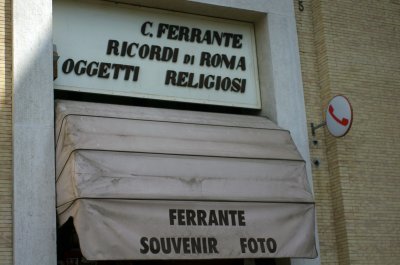 C. FERRANTE
RICORDI DI ROMA
OGGETTI RELIGIOSI
FERRANTE
SOUVENIR FOTO